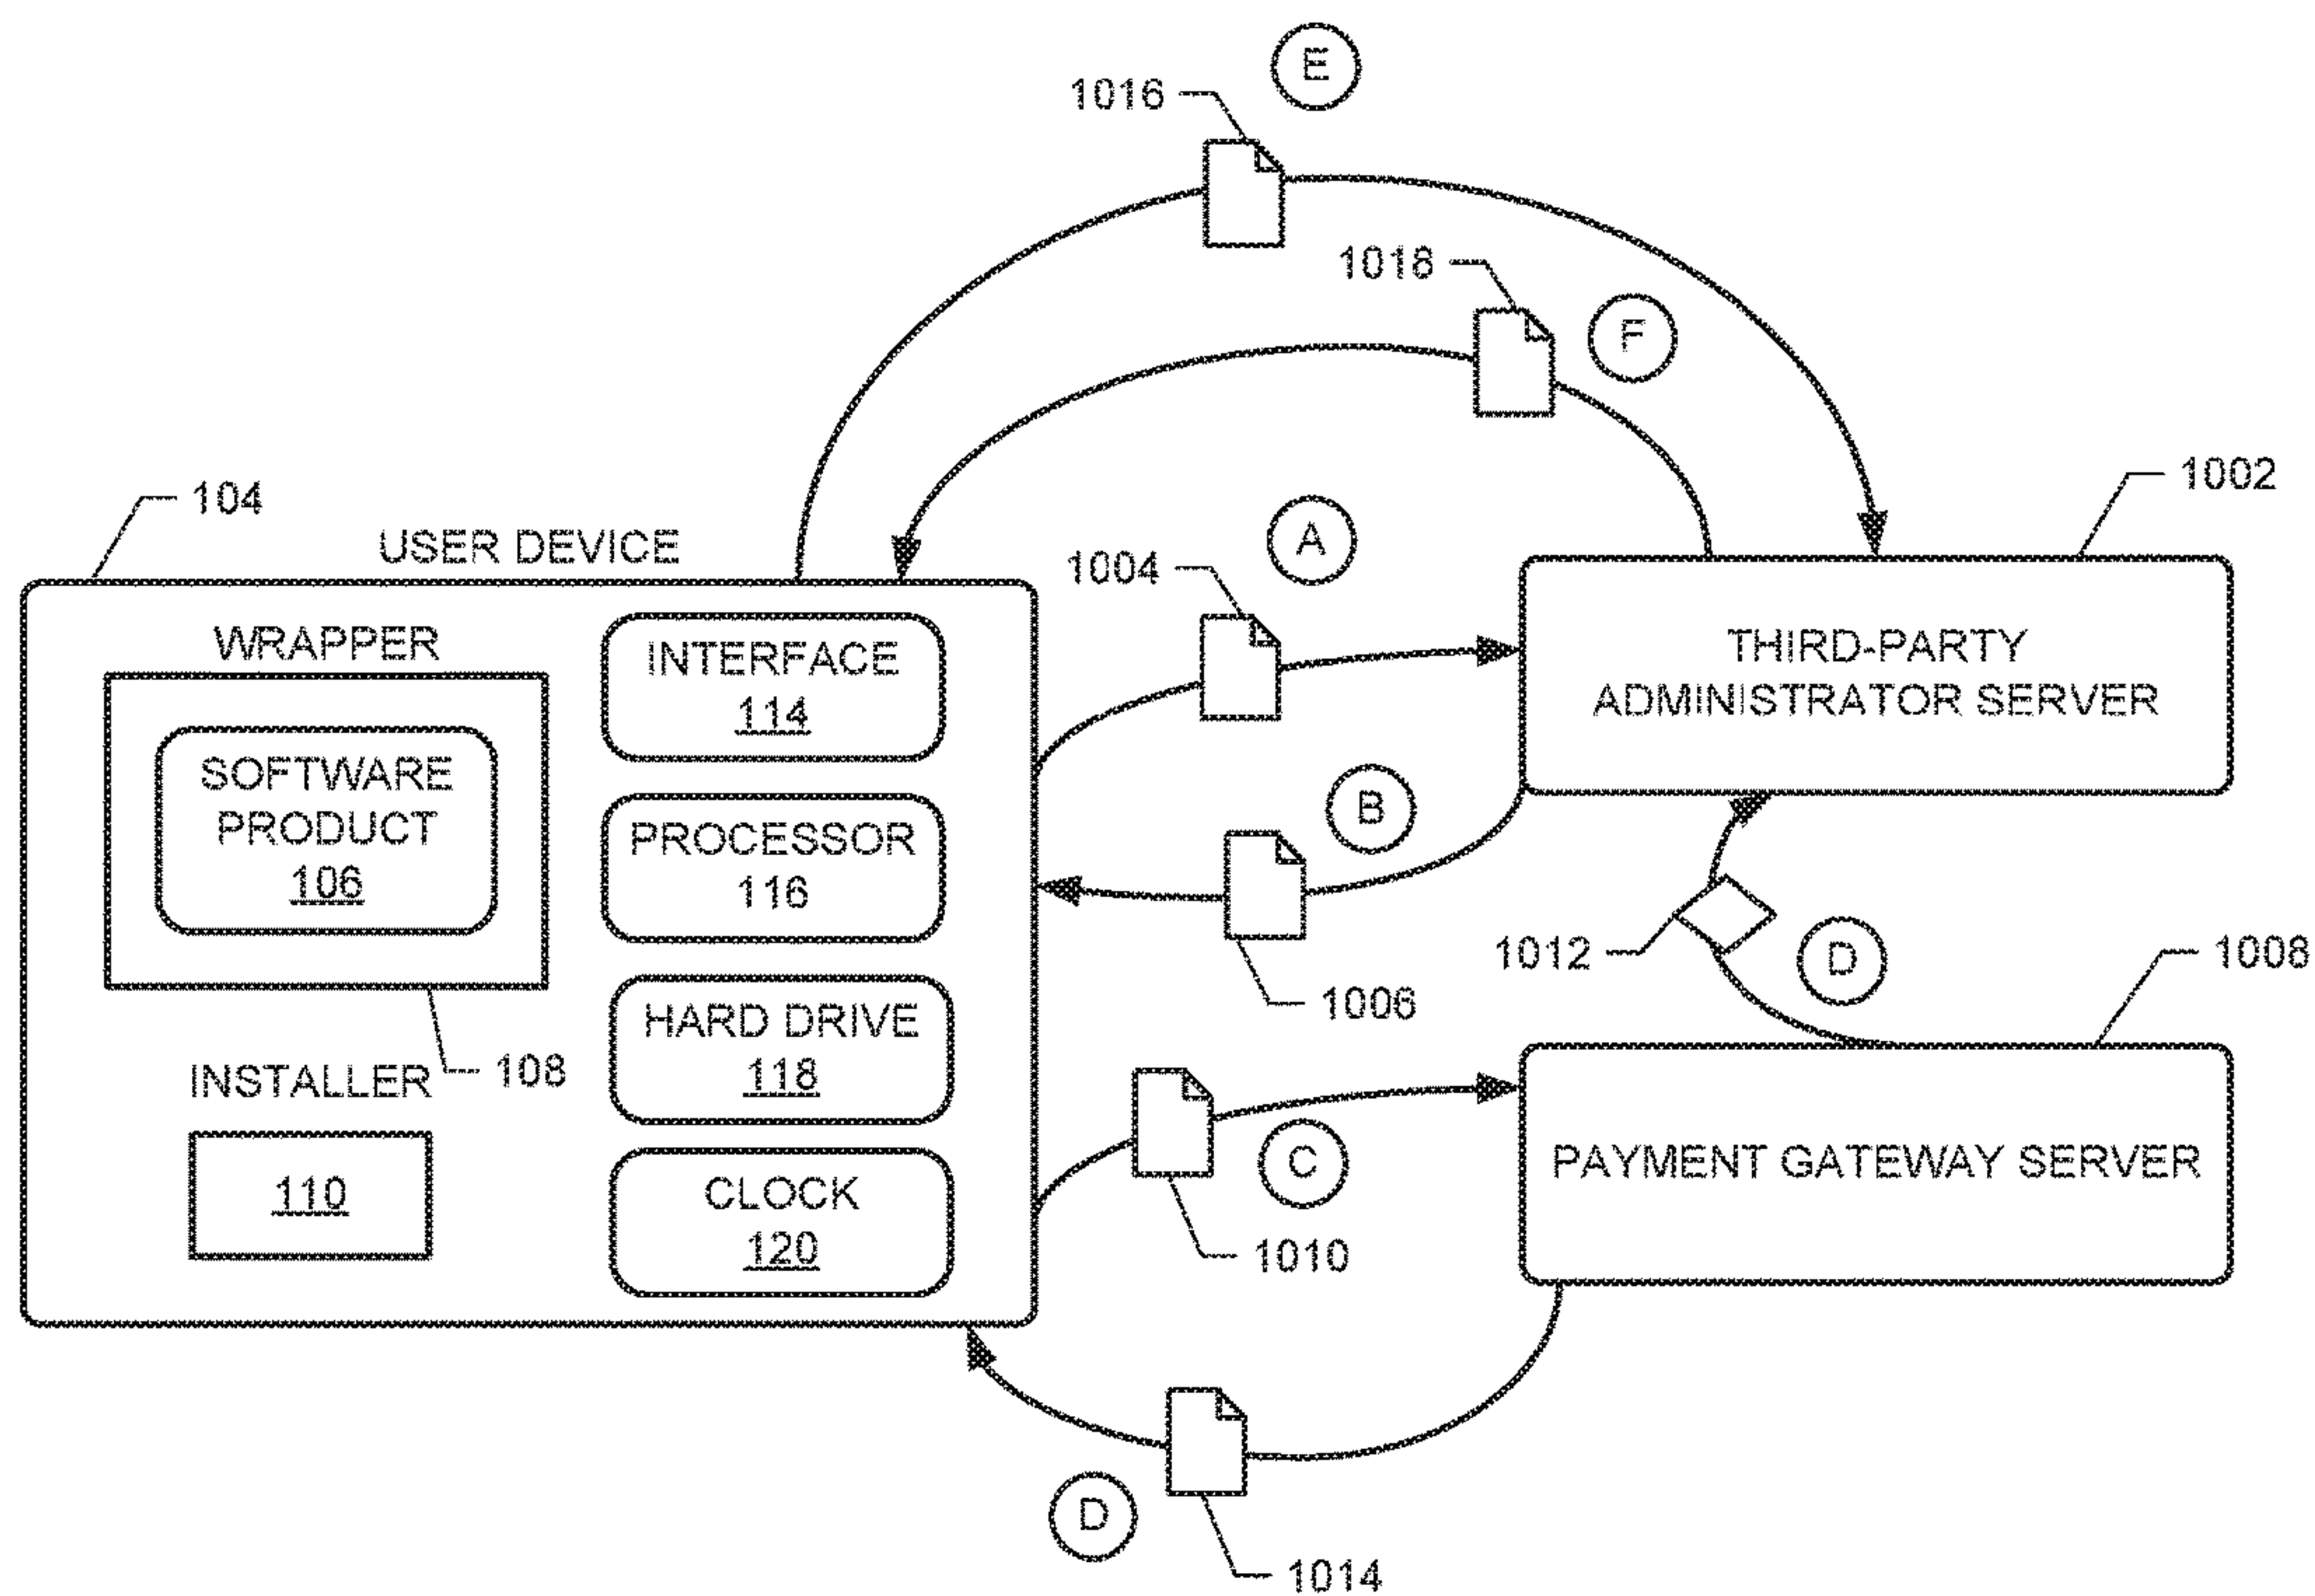 E
1016
1018
F
104
USER DEVICE
A
1002
1004
WRAPPER
INTERFACE
114
THIRD-PARTY
ADMINISTRATOR SERVER
SOFTWARE
PRODUCT
106
PROCESSOR
116
B
1006
1012
D
1008
HARD DRIVE
118
108
INSTALLER
110
CLOCK
120
C
1010
PAYMENT GATEWAY SERVER
D
1014